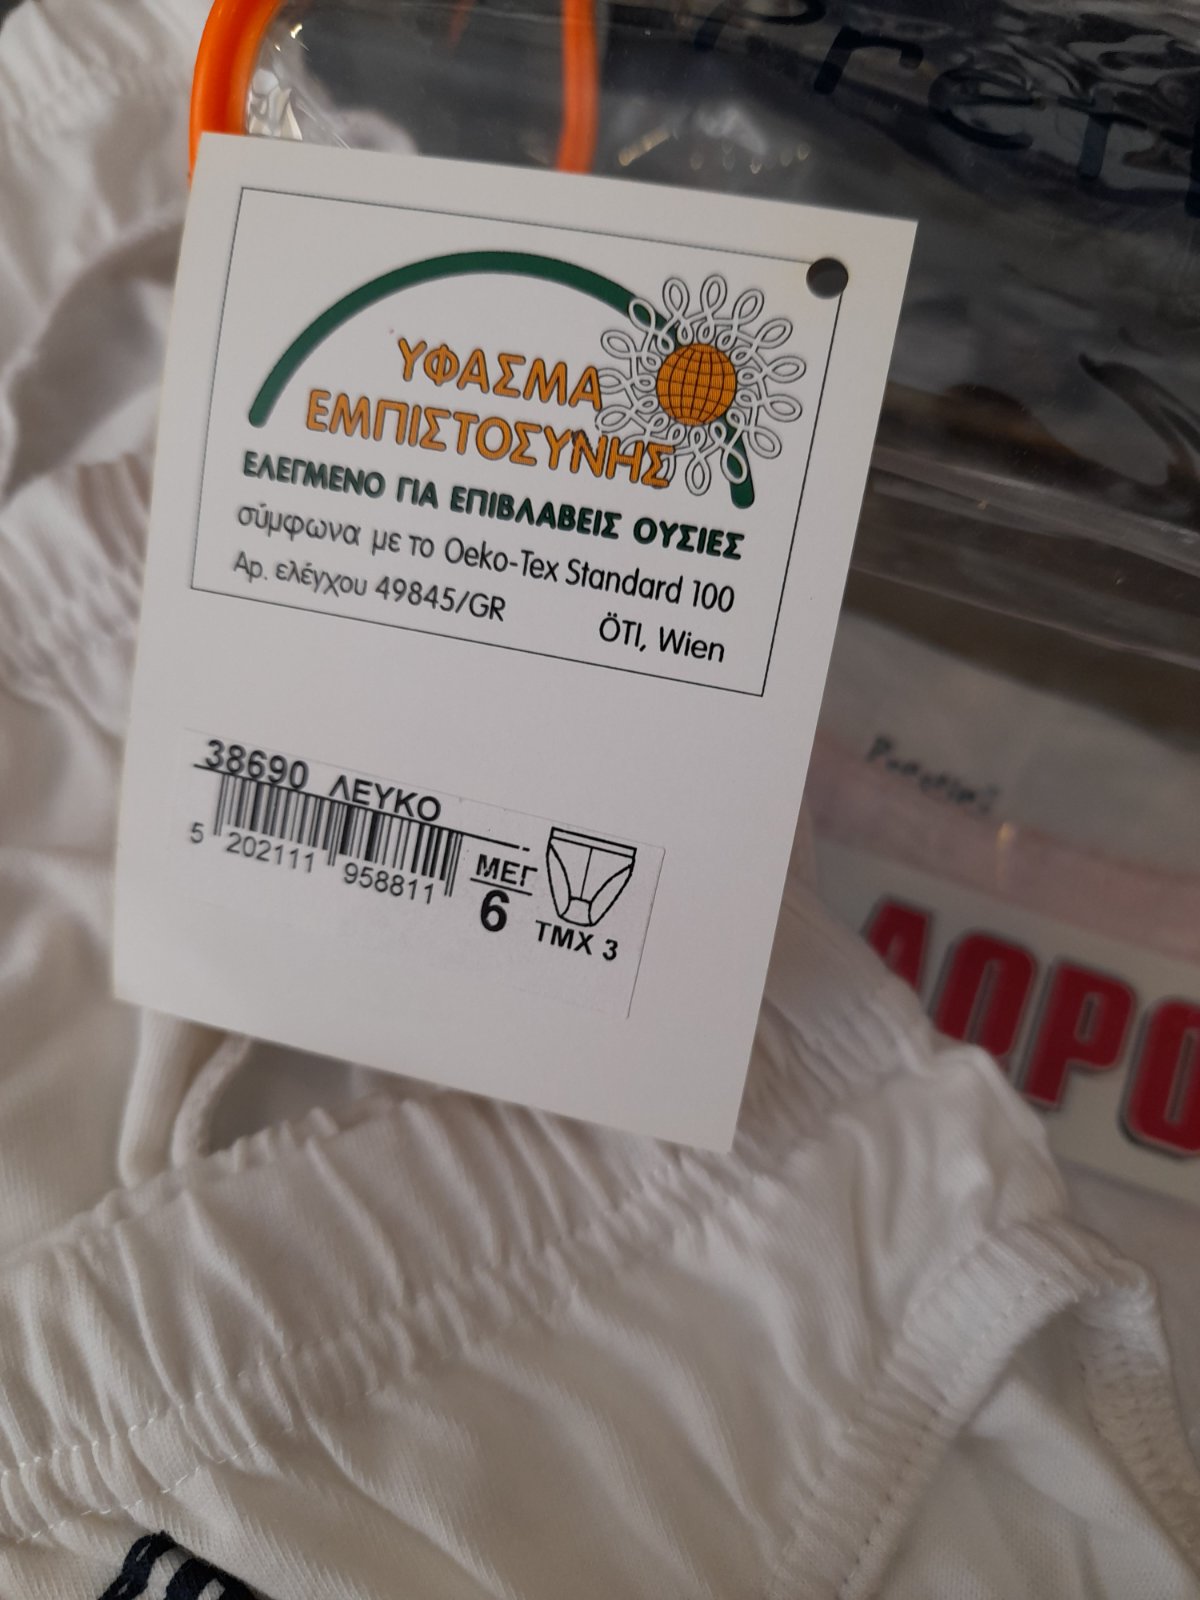 ΥΦΑΣΜΑ
ΕΜΠΙΣΤΟΣΥΝΗΣ
ΕΛΕΓΜΕΝΟ ΓΙΑ ΕΠΙΒΛΑΒΕΙΣ ΟΥΣΙΕΣ
σύμφωνα με το Oeko-Tex Standard 100
Αρ. ελέγχου 49845/GR ÖTI, Wien
38690 ΛΕΥΚΟ
5 202111 958811
ΜΕΓ
6
ΤΜΧ 3
ΔΩΡΟ